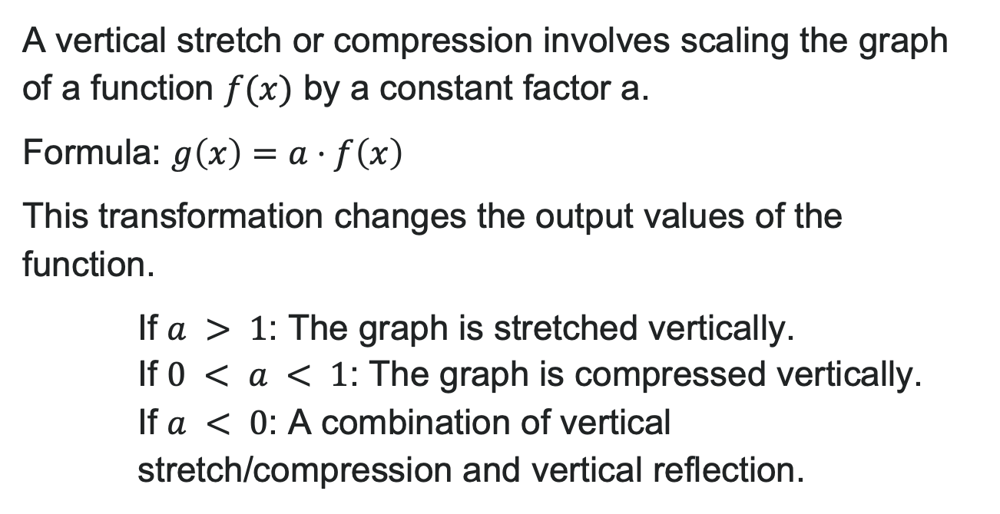 A vertical stretch or compression involves scaling the graph
of a function f(x) by a constant factor a.
Formula: g(x) = a · f(x)
This transformation changes the output values of the
function.
If a > 1: The graph is stretched vertically.
If 0 < a < 1: The graph is compressed vertically.
If a < 0: A combination of vertical
stretch/compression and vertical reflection.